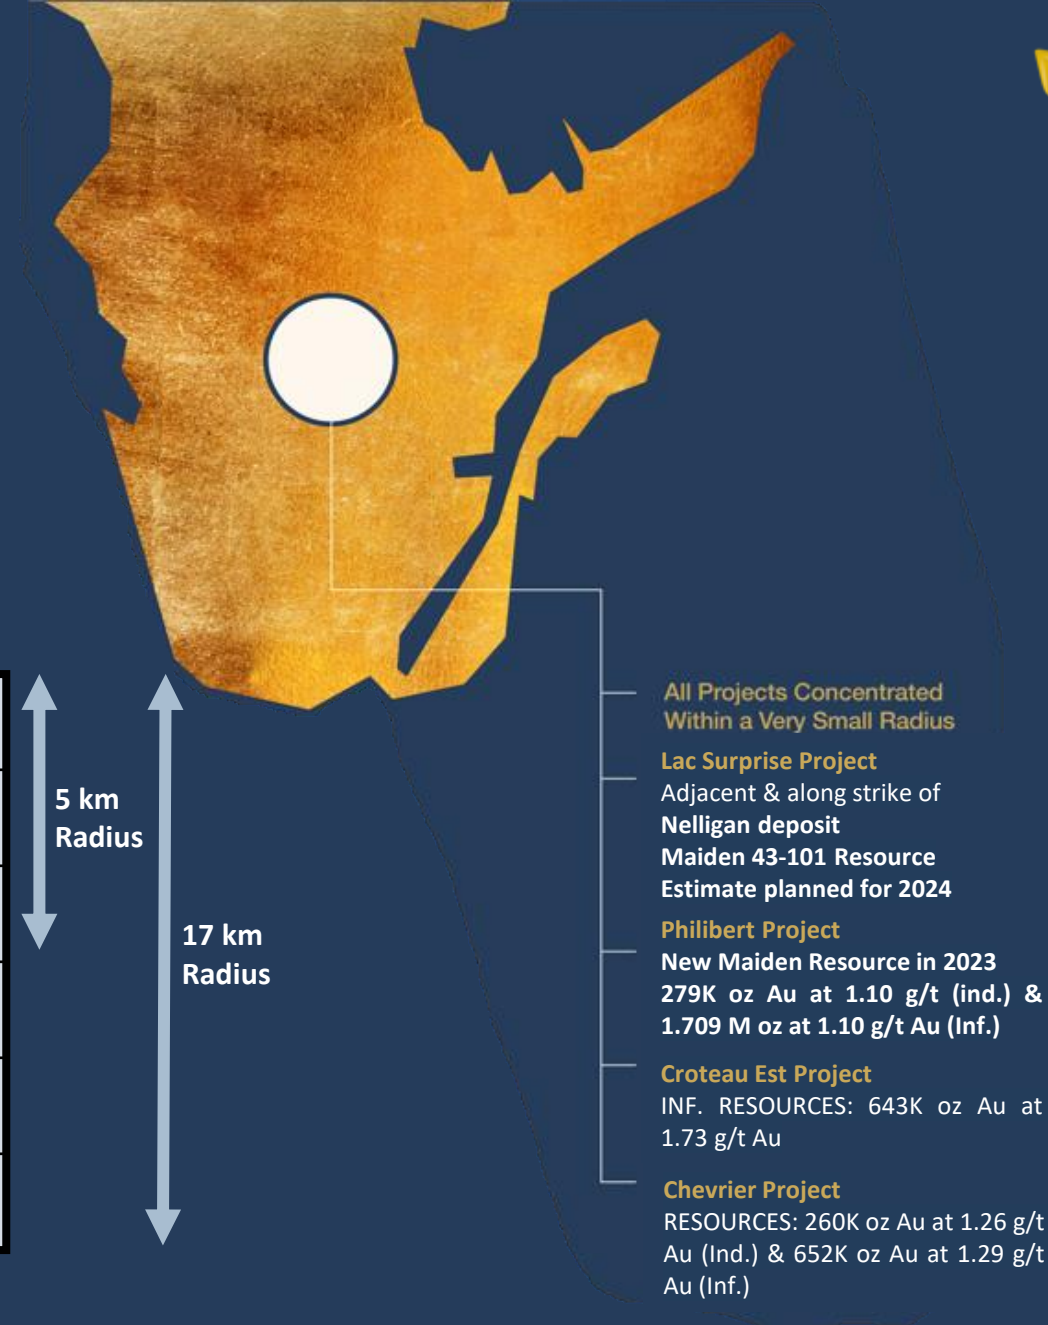 5 km
Radius
17 km
Radius
All Projects Concentrated
Within a Very Small Radius
Lac Surprise Project
Adjacent & along strike of
Nelligan deposit
Maiden 43-101 Resource
Estimate planned for 2024
Philibert Project
New Maiden Resource in 2023
279K oz Au at 1.10 g/t (ind.) &
1.709 M oz at 1.10 g/t Au (Inf.)
Croteau Est Project
INF. RESOURCES: 643K oz Au at
1.73 g/t Au
Chevrier Project
RESOURCES: 260K oz Au at 1.26 g/t
Au (Ind.) & 652K oz Au at 1.29 g/t
Au (Inf.)